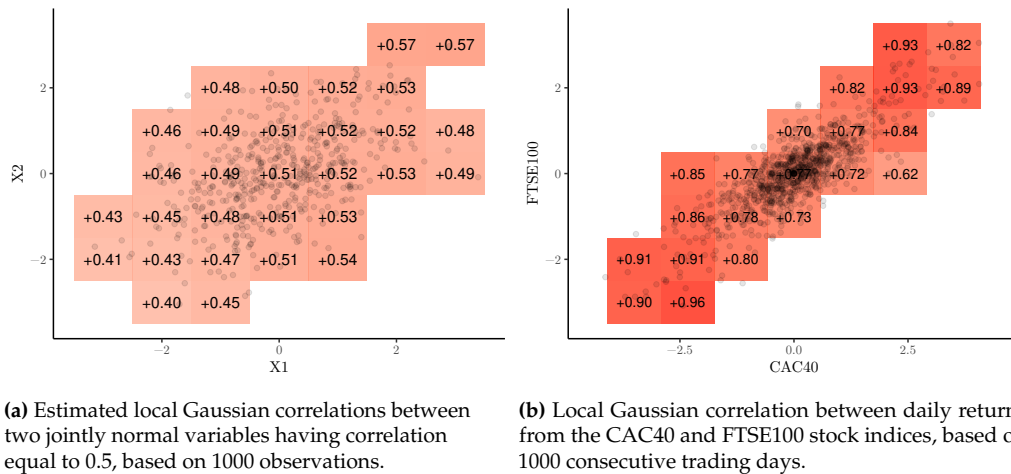 +0.57 +0.57
+0.48 +0.50 +0.52 +0.53
+0.46 +0.49 +0.51 +0.52 +0.52 +0.48
+0.46 +0.49 +0.51 +0.52 +0.53 +0.49
+0.43 +0.45 +0.48 +0.51 +0.53
+0.41 +0.43 +0.47 +0.51 +0.54
+0.40 +0.45
2
0
−2
X2
−2 0 2
X1
+0.93 +0.82
+0.82 +0.93 +0.89
+0.70 +0.77 +0.84
+0.85 +0.77 +0.77 +0.72 +0.62
+0.86 +0.78 +0.73
+0.91 +0.91 +0.80
+0.90 +0.96
2
0
−2
FTSE100
−2.5 0.0 2.5
CAC40
(a) Estimated local Gaussian correlations between
two jointly normal variables having correlation
equal to 0.5, based on 1000 observations.
(b) Local Gaussian correlation between daily return
from the CAC40 and FTSE100 stock indices, based o
1000 consecutive trading days.